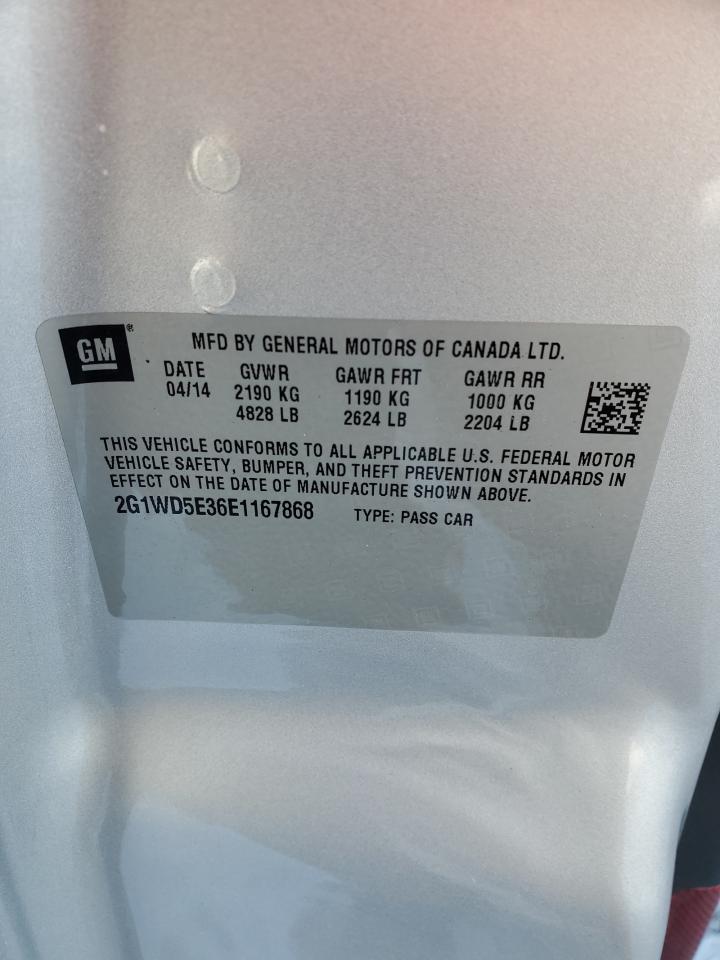 GM®
MFD BY GENERAL MOTORS OF CANADA LTD.
DATE GVWR GAWR FRT GAWR RR
04/14 2190 KG 1190 KG 1000 KG
4828 LB 2624 LB 2204 LB
THIS VEHICLE CONFORMS TO ALL APPLICABLE U.S. FEDERAL MOTOR
VEHICLE SAFETY, BUMPER, AND THEFT PREVENTION STANDARDS IN
EFFECT ON THE DATE OF MANUFACTURE SHOWN ABOVE.
2G1WD5E36E1167868 TYPE: PASS CAR